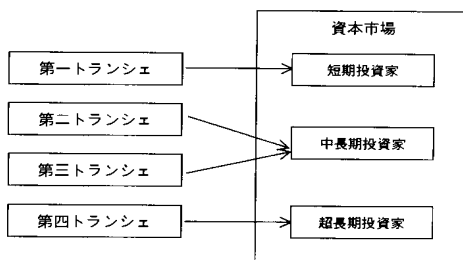 資本市場
第一トランシェ
短期投資家
第二トランシェ
中長期投資家
第三トランシェ
第四トランシェ
超長期投資家